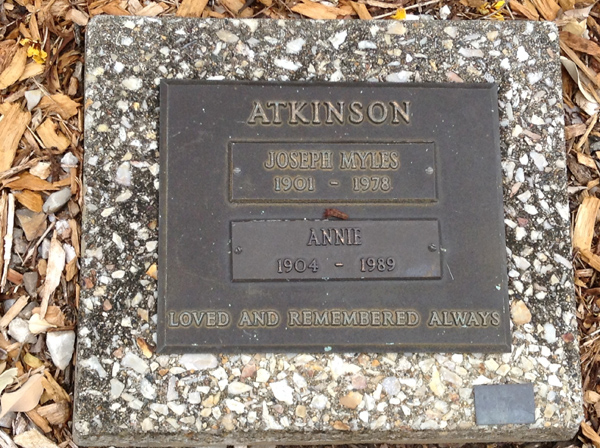 ATKINSON
JOSEPH MYLES
1901 - 1978
ANNIE
1904 - 1989
LOVED AND REMEMBERED ALWAYS